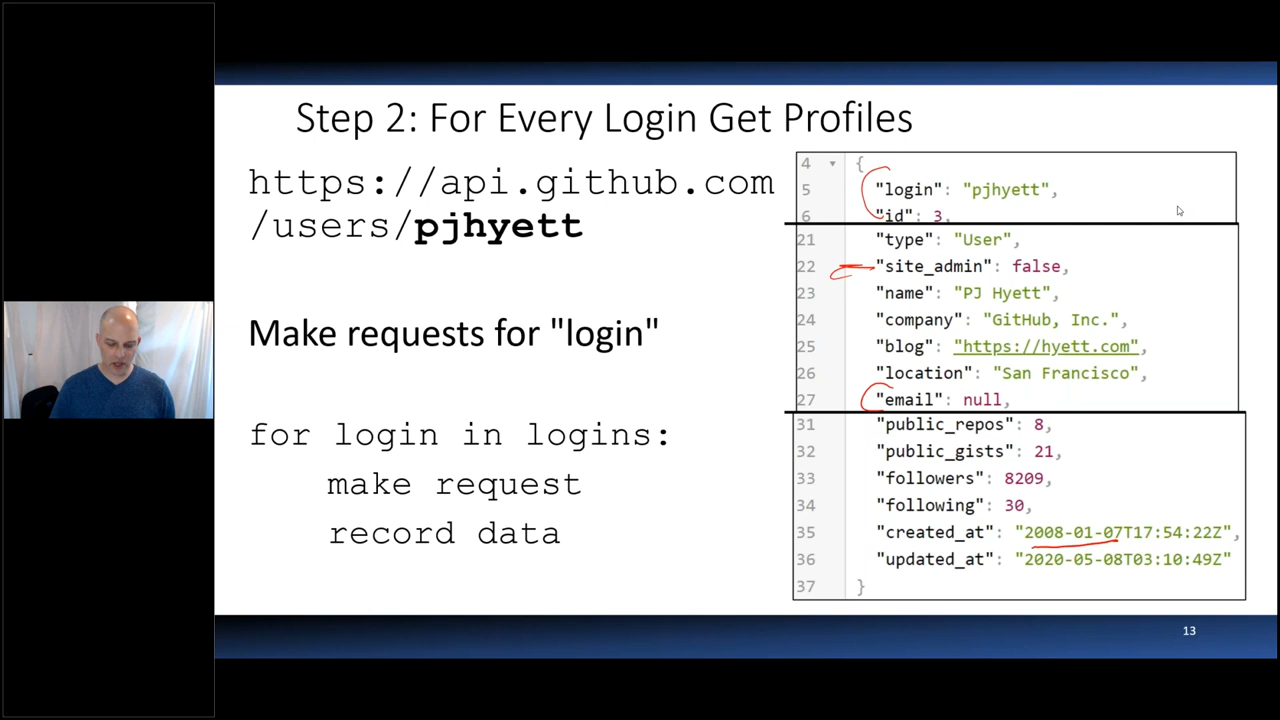 Step 2: For Every Login Get Profiles
https://api.github.com
/users/pjhyett
Make requests for "login"
for login in logins:
make request
record data
4 {
5 "login": "pjhyett",
6 "id": 3,
21 "type": "User",
22 "site_admin": false,
23 "name": "PJ Hyett",
24 "company": "GitHub, Inc.",
25 "blog": "https://hyett.com",
26 "location": "San Francisco",
27 "email": null,
31 "public_repos": 8,
32 "public_gists": 21,
33 "followers": 8209,
34 "following": 30,
35 "created_at": "2008-01-07T17:54:22Z",
36 "updated_at": "2020-05-08T03:10:49Z"
37 }
13